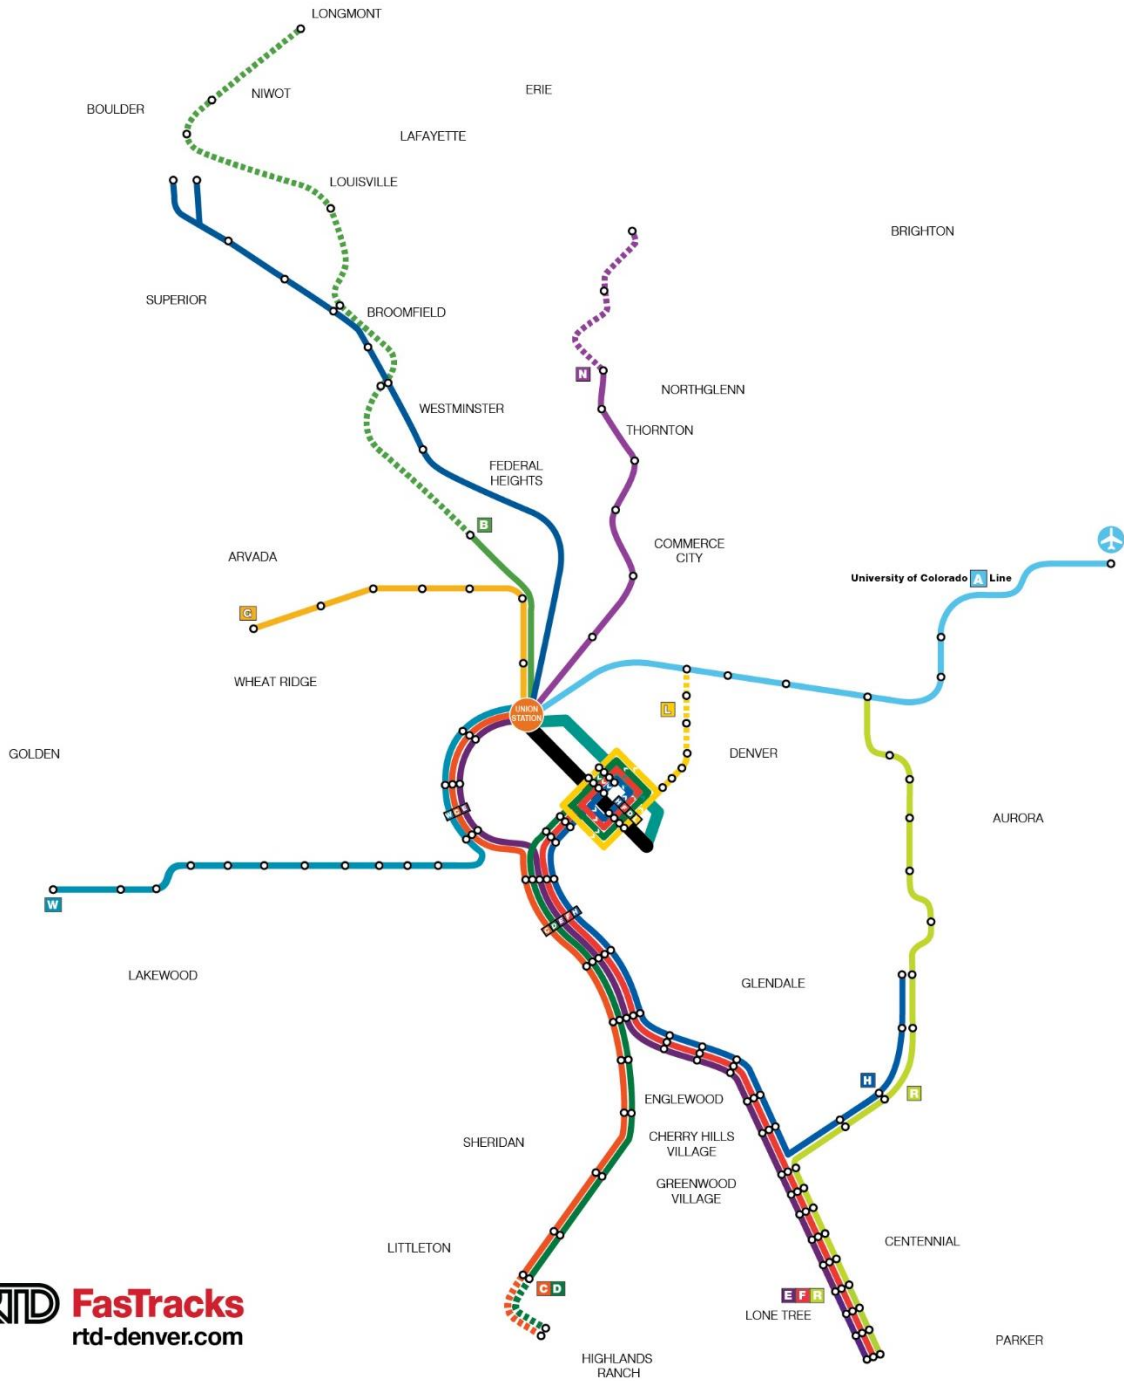 LONGMONT
NIWOT
ERIE
BOULDER
LAFAYETTE
LOUISVILLE
BRIGHTON
SUPERIOR
BROOMFIELD
N
NORTHGLENN
WESTMINSTER
THORNTON
FEDERAL
HEIGHTS
B
COMMERCE
CITY
ARVADA
University of Colorado A Line
G
WHEAT RIDGE
UNION
STATION
L
GOLDEN
DENVER
AURORA
W
LAKEWOOD
GLENDALE
H
R
ENGLEWOOD
SHERIDAN
CHERRY HILLS
VILLAGE
GREENWOOD
VILLAGE
CENTENNIAL
LITTLETON
C D
E F R
LONE TREE
RTD FasTracks
rtd-denver.com
PARKER
HIGHLANDS
RANCH